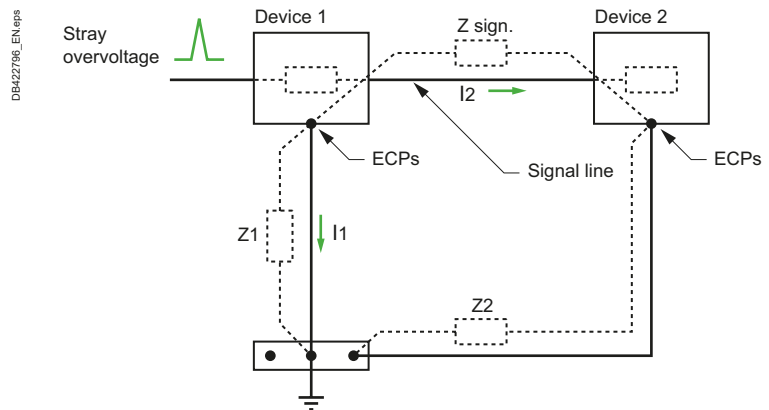 DB422796_EN.eps
Device 1
Device 2
Z sign.
Stray
overvoltage
I2
ECPs
Signal line
ECPs
Z1
I1
Z2